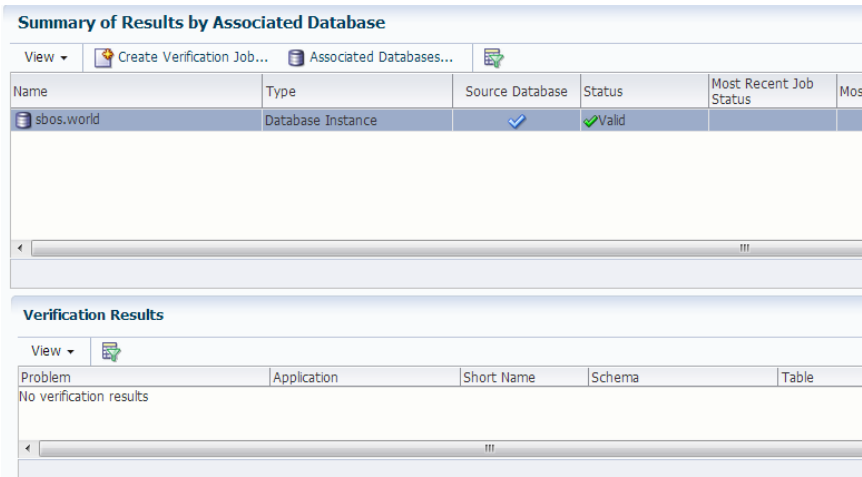 Summary of Results by Associated Database
View Create Verification Job... Associated Databases...
Name Type Source Database Status Most Recent Job Status Mos
sbos.world Database Instance Valid
Verification Results
View
Problem Application Short Name Schema Table
No verification results